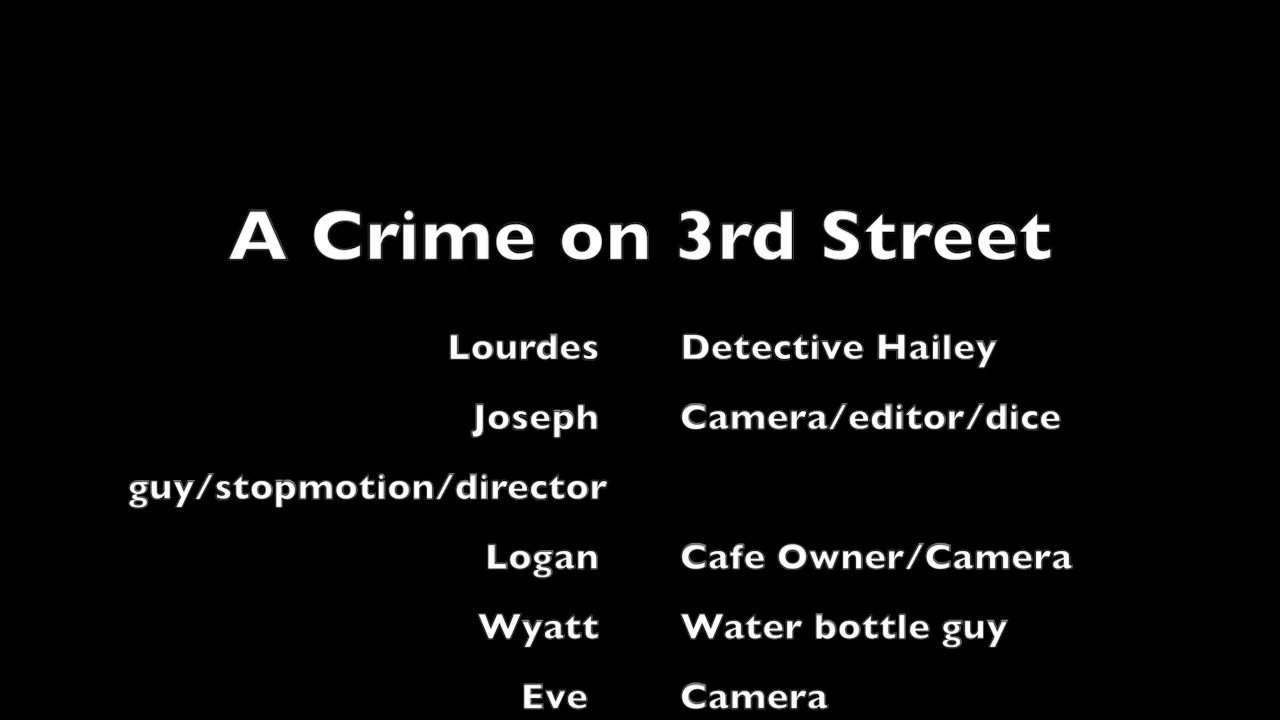 A Crime on 3rd Street
Lourdes Detective Hailey
Joseph Camera/editor/dice
guy/stopmotion/director
Logan Cafe Owner/Camera
Wyatt Water bottle guy
Eve Camera